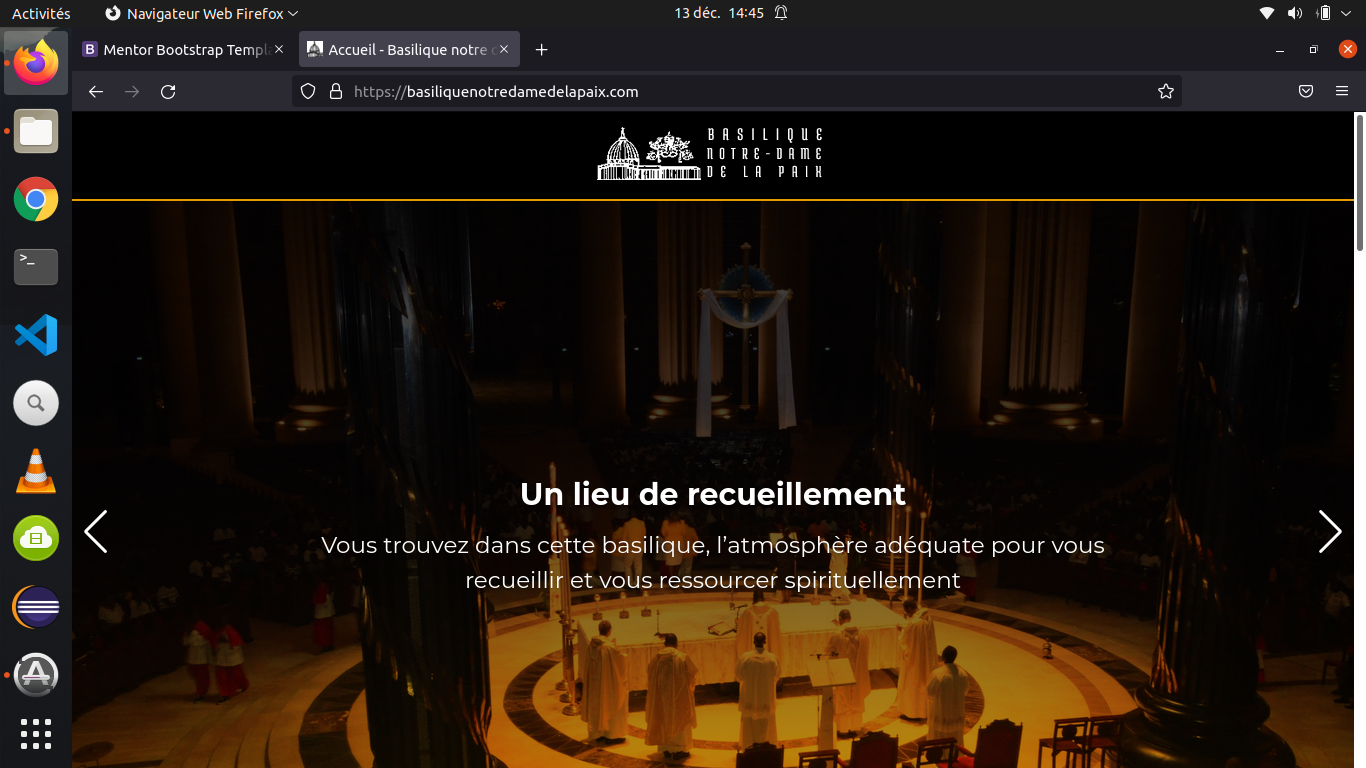 Activités
Navigateur Web Firefox
13 déc. 14:45
B Mentor Bootstrap Templ
Accueil - Basilique notre
https://basiliquenotredamedelapaix.com
BASILIQUE
NOTRE-DAME
DE LA PAIX
>_
Un lieu de recueillement
Vous trouvez dans cette basilique, l’atmosphère adéquate pour vous
recueillir et vous ressourcer spirituellement